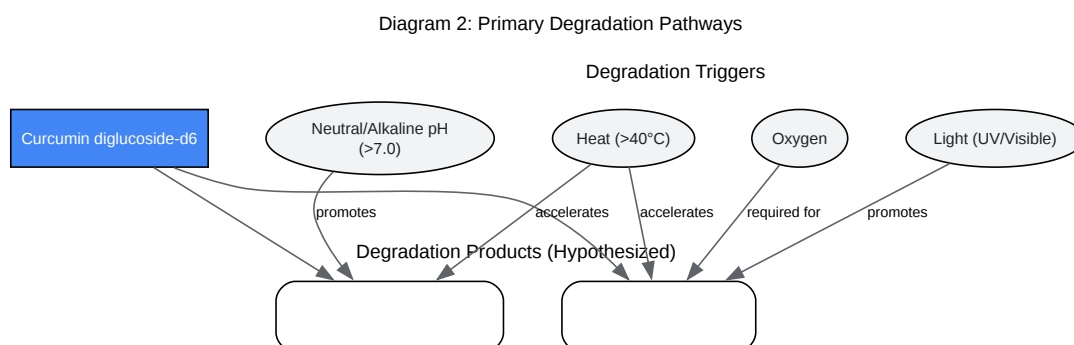 Diagram 2: Primary Degradation Pathways
Degradation Triggers
Curcumin diglucoside-d6
Neutral/Alkaline pH
(>7.0)
Heat (>40°C)
Oxygen
Light (UV/Visible)
promotes
accelerates
accelerates
required for
promotes
Degradation Products (Hypothesized)